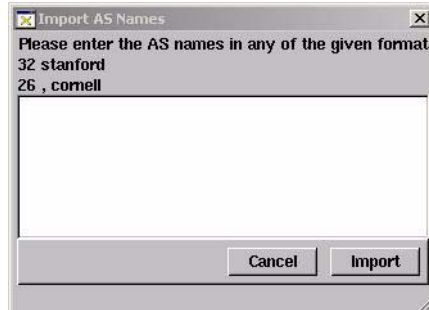 Import AS Names
Please enter the AS names in any of the given format
32 stanford
26 , cornell
Cancel Import